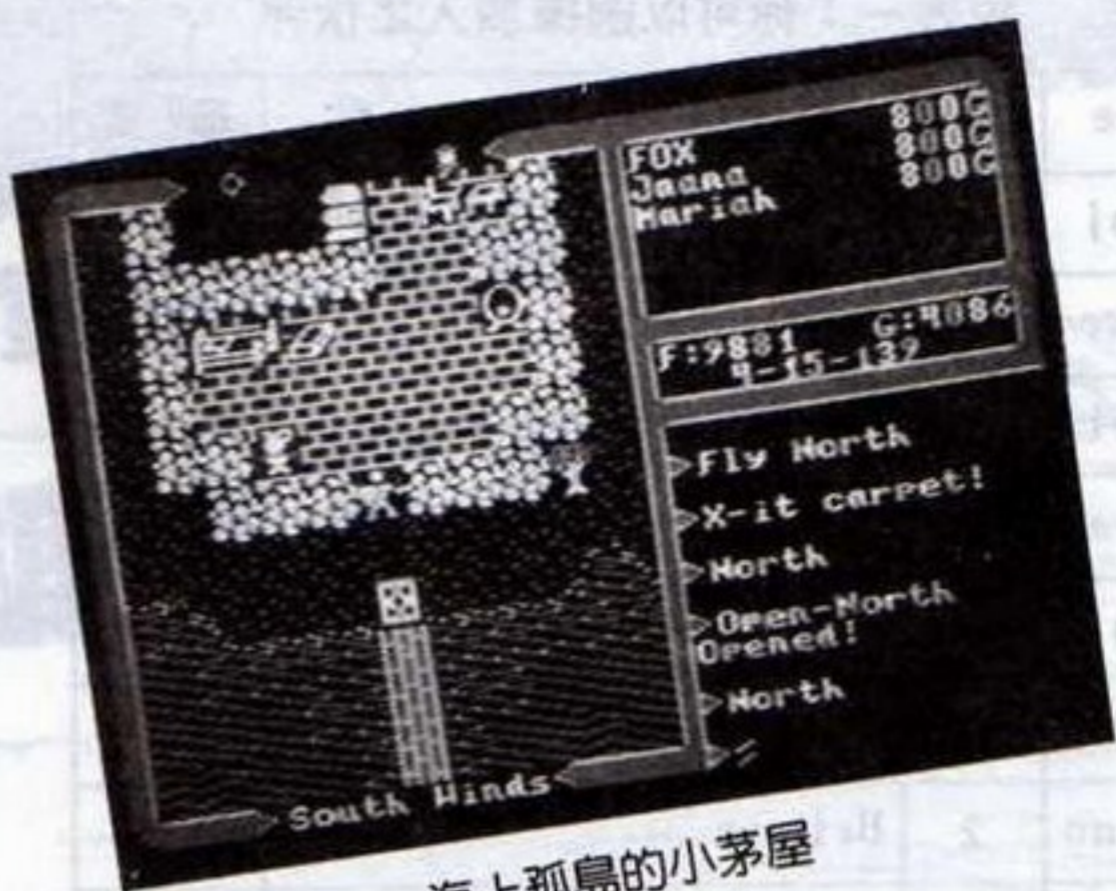 FOX 800G
Jaana 800G
Mariah 800G
F:9881 G:4086
9-15-139
Fly North
X-it carpet!
North
Open-North
Opened!
North
South Winds
海上孤島的小茅屋